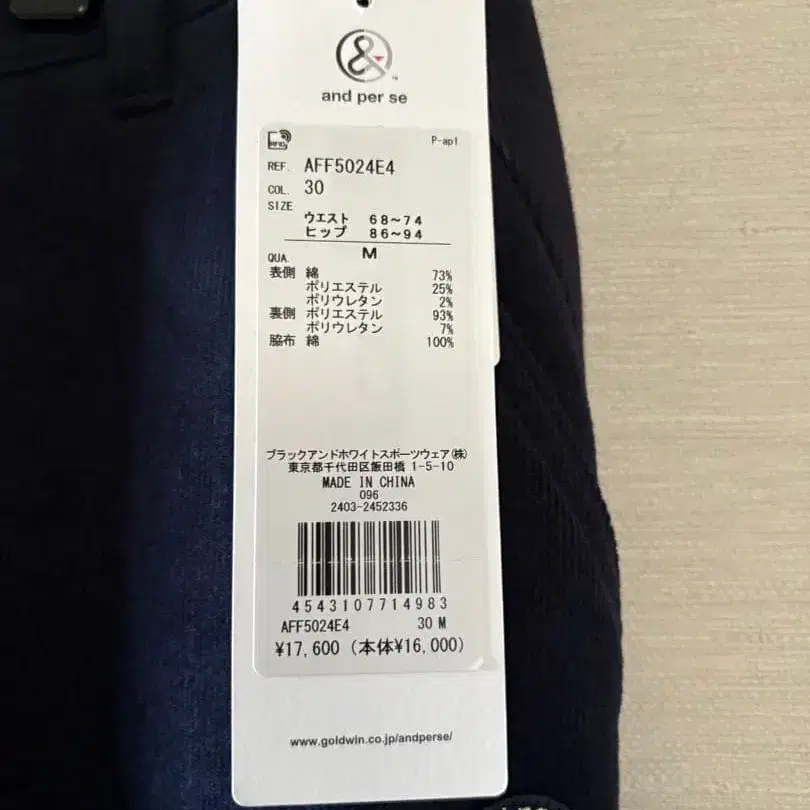 &
and per se
RFID
P-ap1
REF. AFF5024E4
COL. 30
SIZE
ウエスト 68~74
ヒップ 86~94
M
QUA.
表側 綿 73%
ポリエステル 25%
ポリウレタン 2%
裏側 ポリエステル 93%
ポリウレタン 7%
脇布 綿 100%
ブラックアンドホワイトスポーツウェア(株)
東京都千代田区飯田橋 1-5-10
MADE IN CHINA
096
2403-2452336
4543107714983
AFF5024E4 30 M
¥17,600 (本体¥16,000)
www.goldwin.co.jp/andperse/